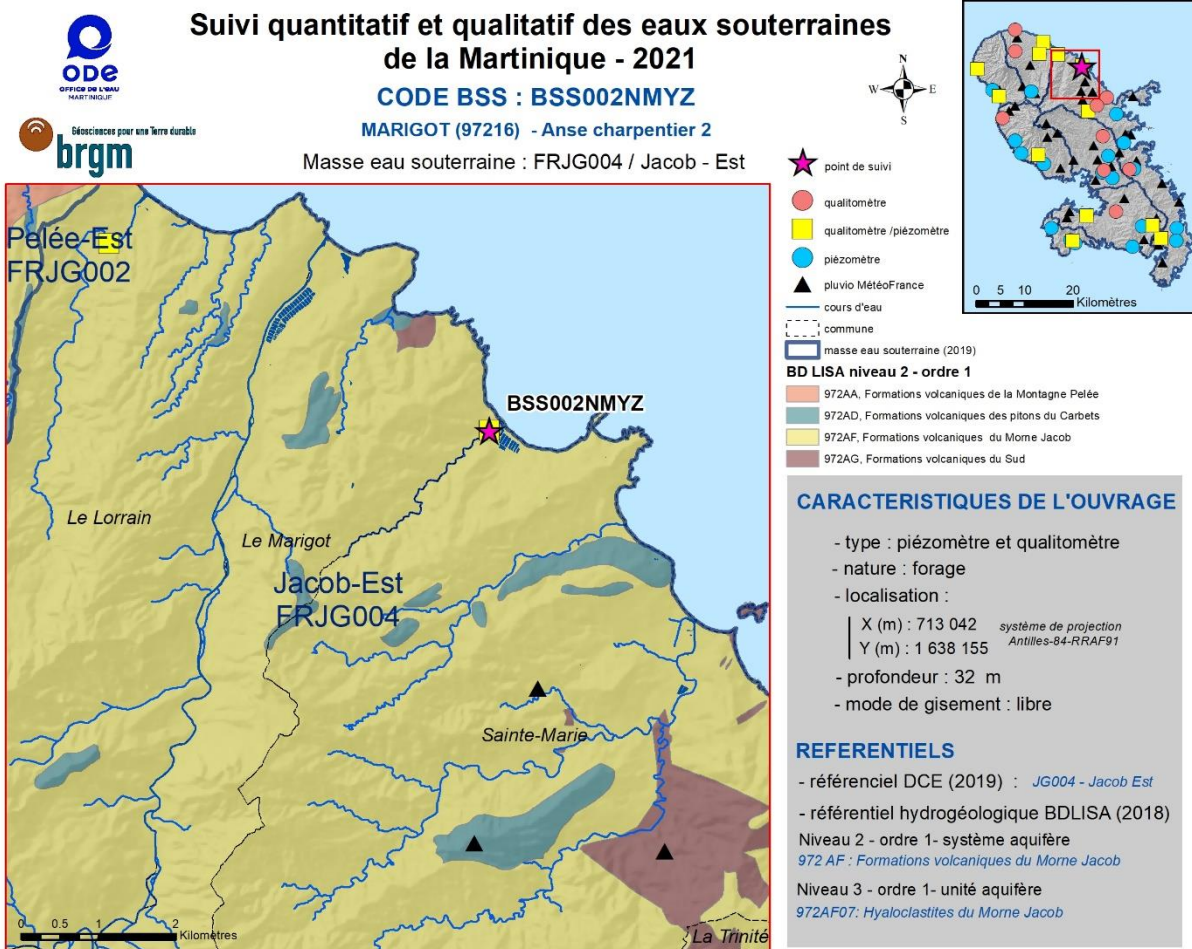 ODE
OFFICE DE L'EAU
MARTINIQUE
Géosciences pour une Terre durable
brgm
Suivi quantitatif et qualitatif des eaux souterraines
de la Martinique - 2021
CODE BSS : BSS002NMYZ
MARIGOT (97216) - Anse charpentier 2
Masse eau souterraine : FRJG004 / Jacob - Est
N
W
E
S
0 5 10 20
Kilomètres
point de suivi
qualitomètre
qualitomètre /piézomètre
piézomètre
pluvio MétéoFrance
cours d'eau
commune
masse eau souterraine (2019)
BD LISA niveau 2 - ordre 1
972AA, Formations volcaniques de la Montagne Pelée
972AD, Formations volcaniques des pitons du Carbets
972AF, Formations volcaniques du Morne Jacob
972AG, Formations volcaniques du Sud
Pelée-Est
FRJG002
BSS002NMYZ
Le Lorrain
Le Marigot
Jacob-Est
FRJG004
Sainte-Marie
La Trinité
0 0.5 1 2
Kilomètres
CARACTERISTIQUES DE L'OUVRAGE
- type : piézomètre et qualitomètre
- nature : forage
- localisation :
X (m) : 713 042
Y (m) : 1 638 155
système de projection
Antilles-84-RRAF91
- profondeur : 32 m
- mode de gisement : libre
REFERENTIELS
- référenciel DCE (2019) : JG004 - Jacob Est
- référentiel hydrogéologique BDLISA (2018)
Niveau 2 - ordre 1- système aquifère
972 AF : Formations volcaniques du Morne Jacob
Niveau 3 - ordre 1- unité aquifère
972AF07: Hyaloclastites du Morne Jacob